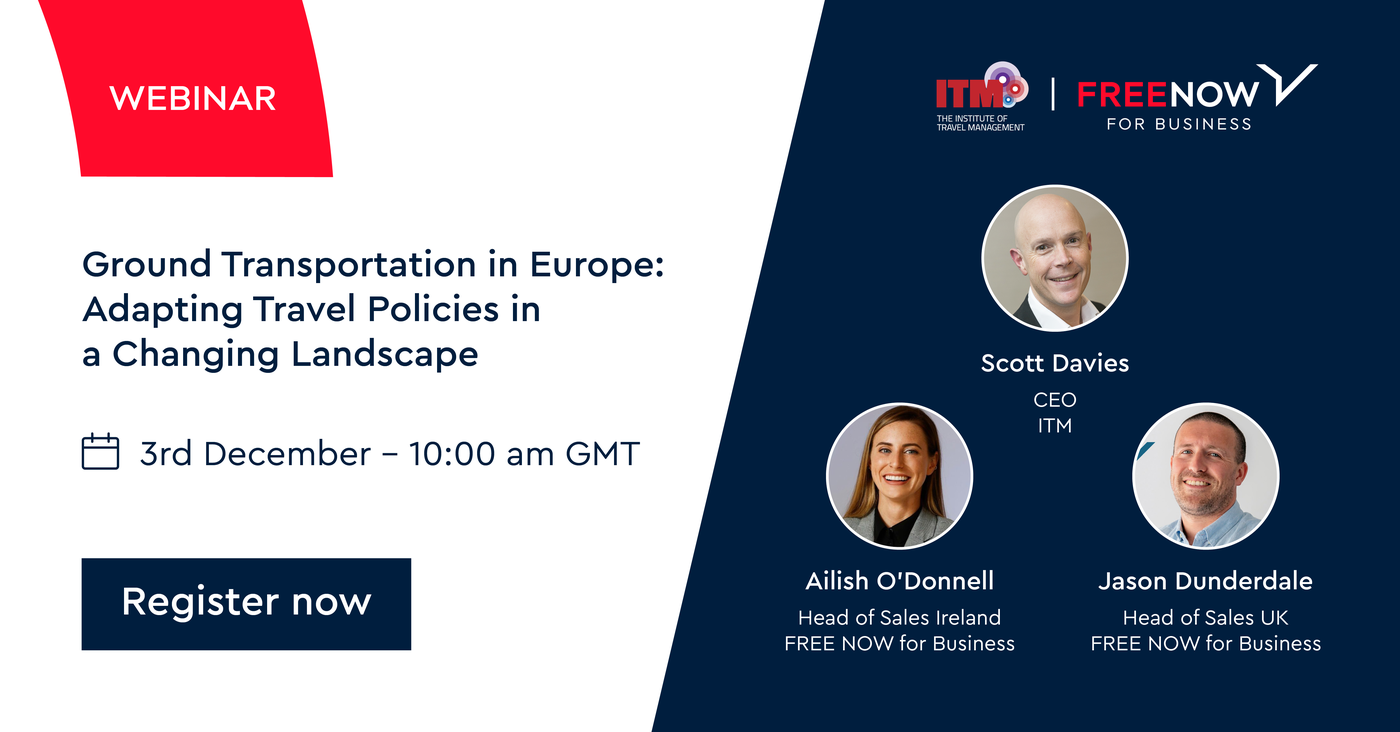 WEBINAR
Ground Transportation in Europe:
Adapting Travel Policies in
a Changing Landscape
3rd December – 10:00 am GMT
Register now
ITM
THE INSTITUTE OF
TRAVEL MANAGEMENT
FREENOW
FOR BUSINESS
Scott Davies
CEO
ITM
Ailish O'Donnell
Head of Sales Ireland
FREE NOW for Business
Jason Dunderdale
Head of Sales UK
FREE NOW for Business